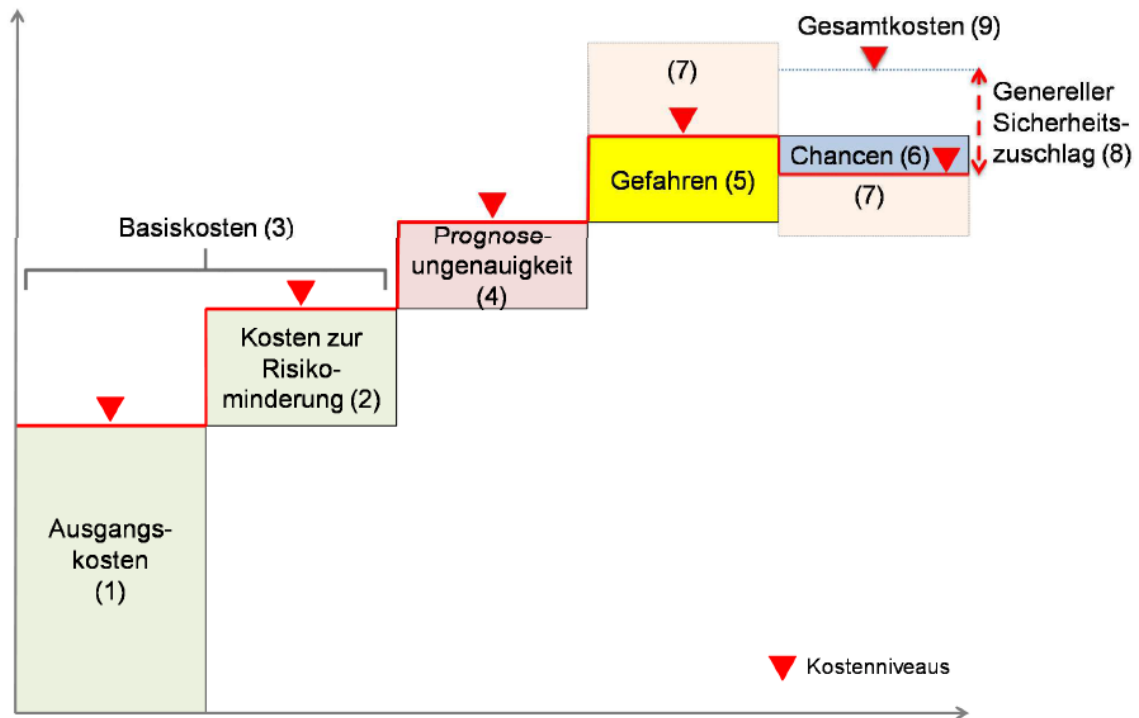 Gesamtkosten (9)
(7)
Genereller
Sicherheits-
zuschlag (8)
Chancen (6)
Gefahren (5)
(7)
Basiskosten (3)
Prognose-
ungenauigkeit
(4)
Kosten zur
Risiko-
minderung (2)
Ausgangs-
kosten
(1)
Kostenniveaus